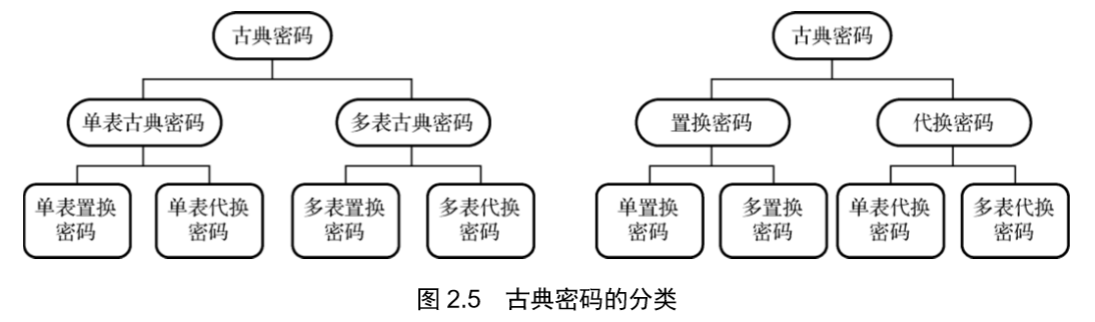 古典密码
古典密码
单表古典密码
多表古典密码
置换密码
代换密码
单表置换
密码
单表代换
密码
多表置换
密码
多表代换
密码
单置换
密码
多置换
密码
单表代换
密码
多表代换
密码
图 2.5 古典密码的分类